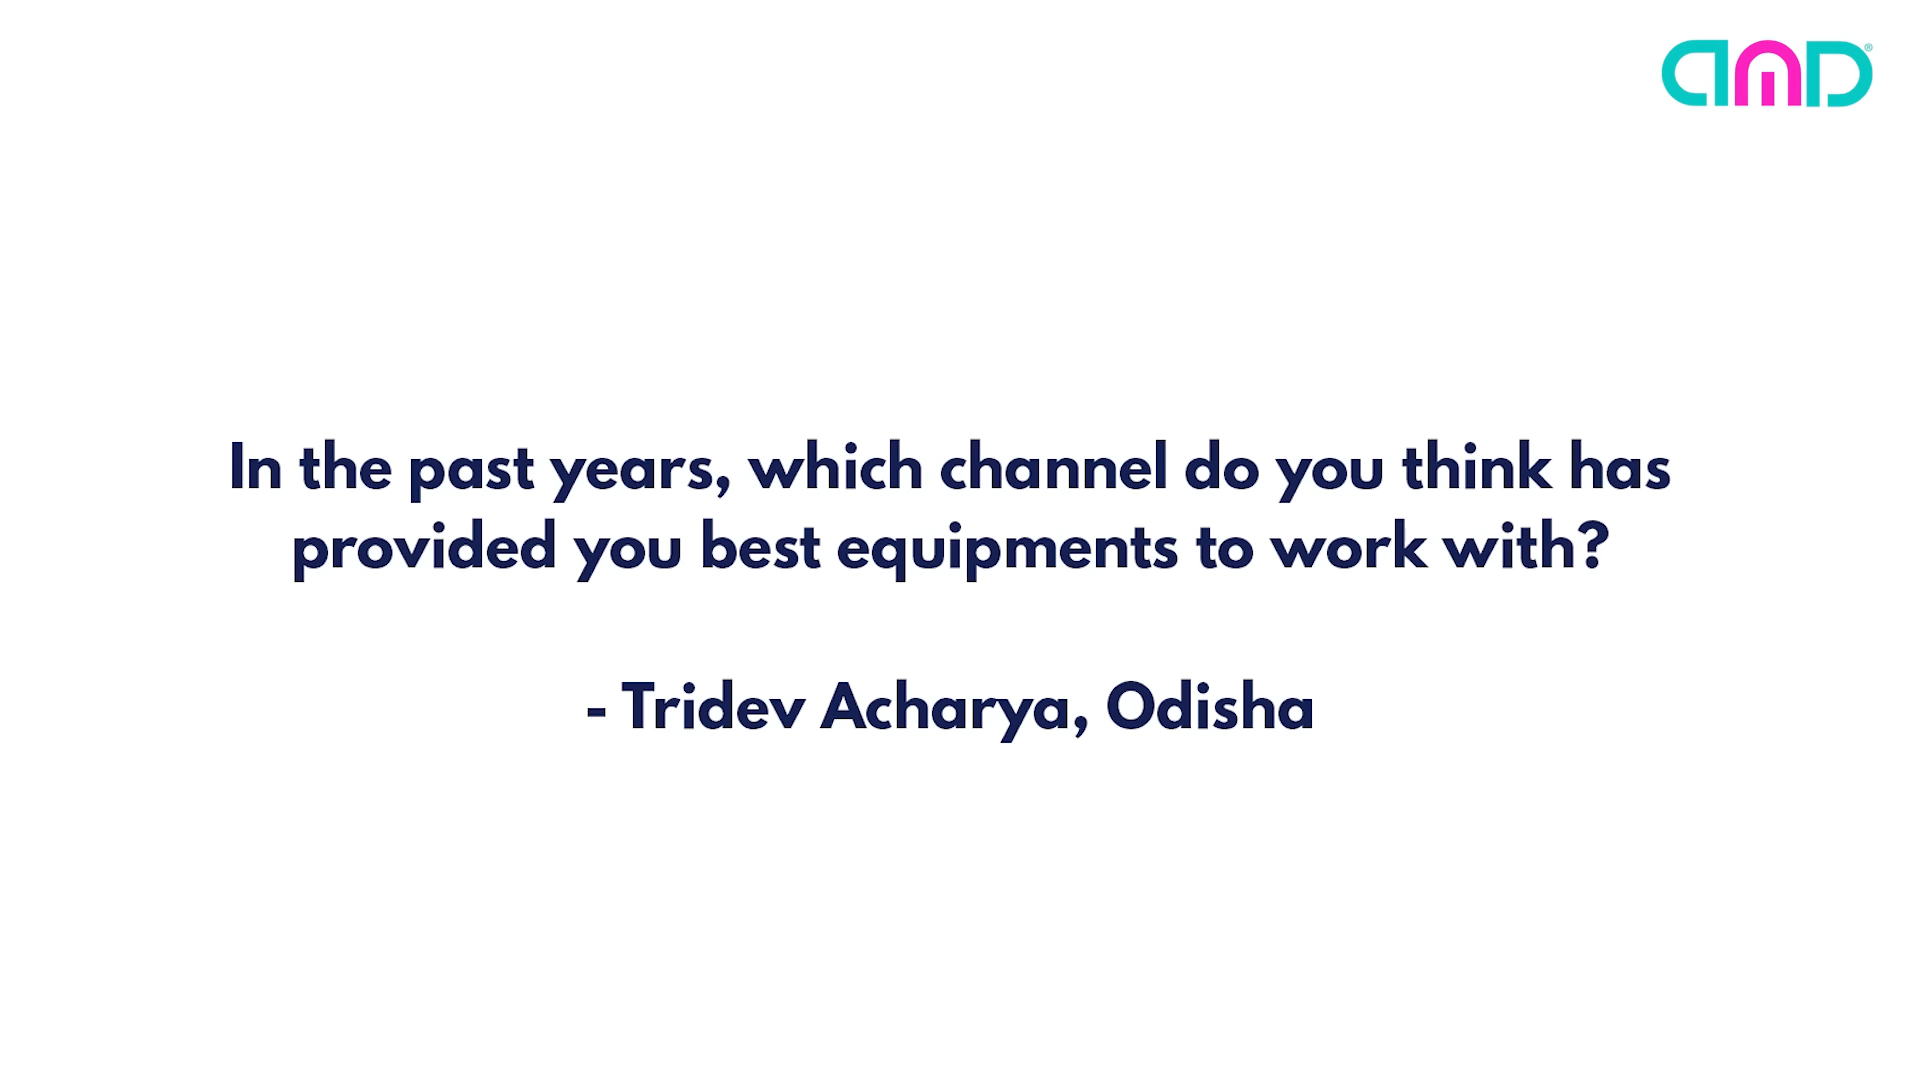 AMD®
In the past years, which channel do you think has
provided you best equipments to work with?
- Tridev Acharya, Odisha